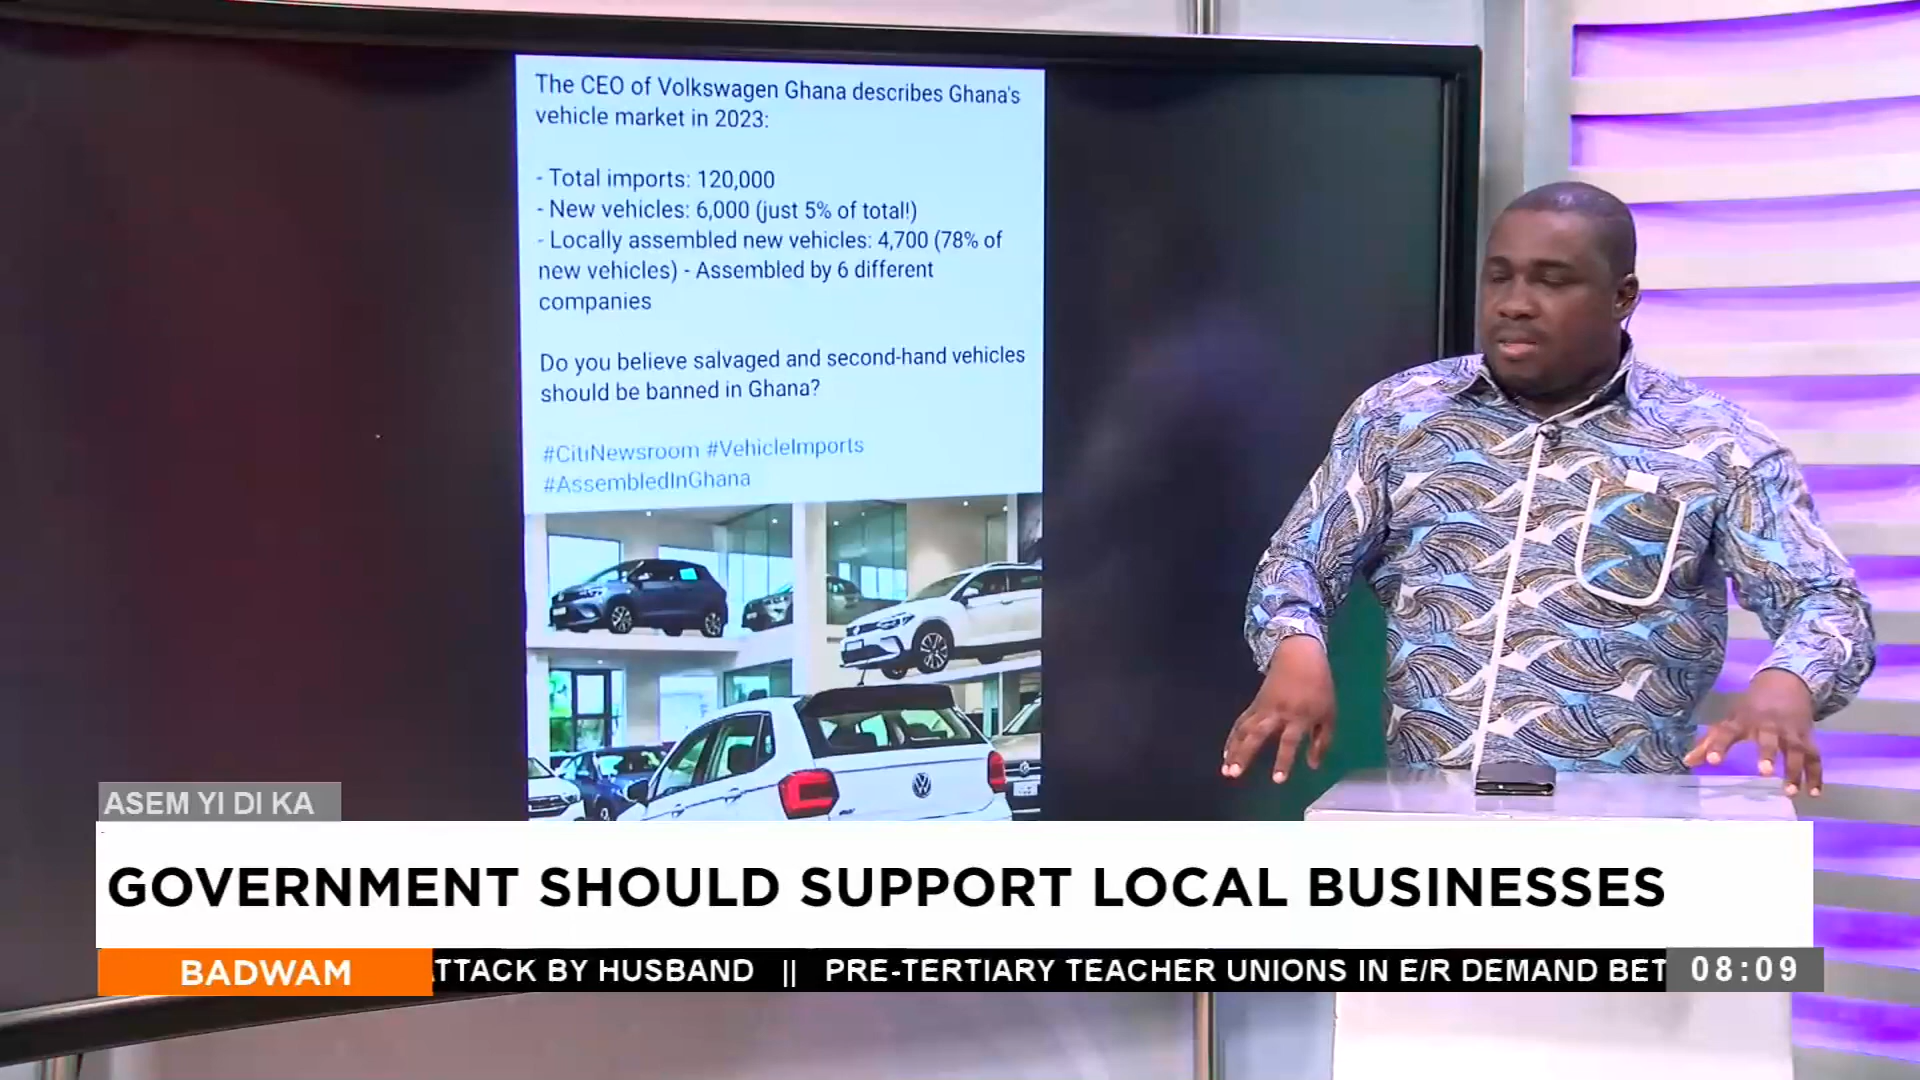 The CEO of Volkswagen Ghana describes Ghana's
vehicle market in 2023:
- Total imports: 120,000
- New vehicles: 6,000 (just 5% of total!)
- Locally assembled new vehicles: 4,700 (78% of
new vehicles) - Assembled by 6 different
companies
Do you believe salvaged and second-hand vehicles
should be banned in Ghana?
#CitiNewsroom #VehicleImports
#AssembledInGhana
ASEM YI DI KA
GOVERNMENT SHOULD SUPPORT LOCAL BUSINESSES
BADWAM
TTACK BY HUSBAND || PRE-TERTIARY TEACHER UNIONS IN E/R DEMAND BET
08:09